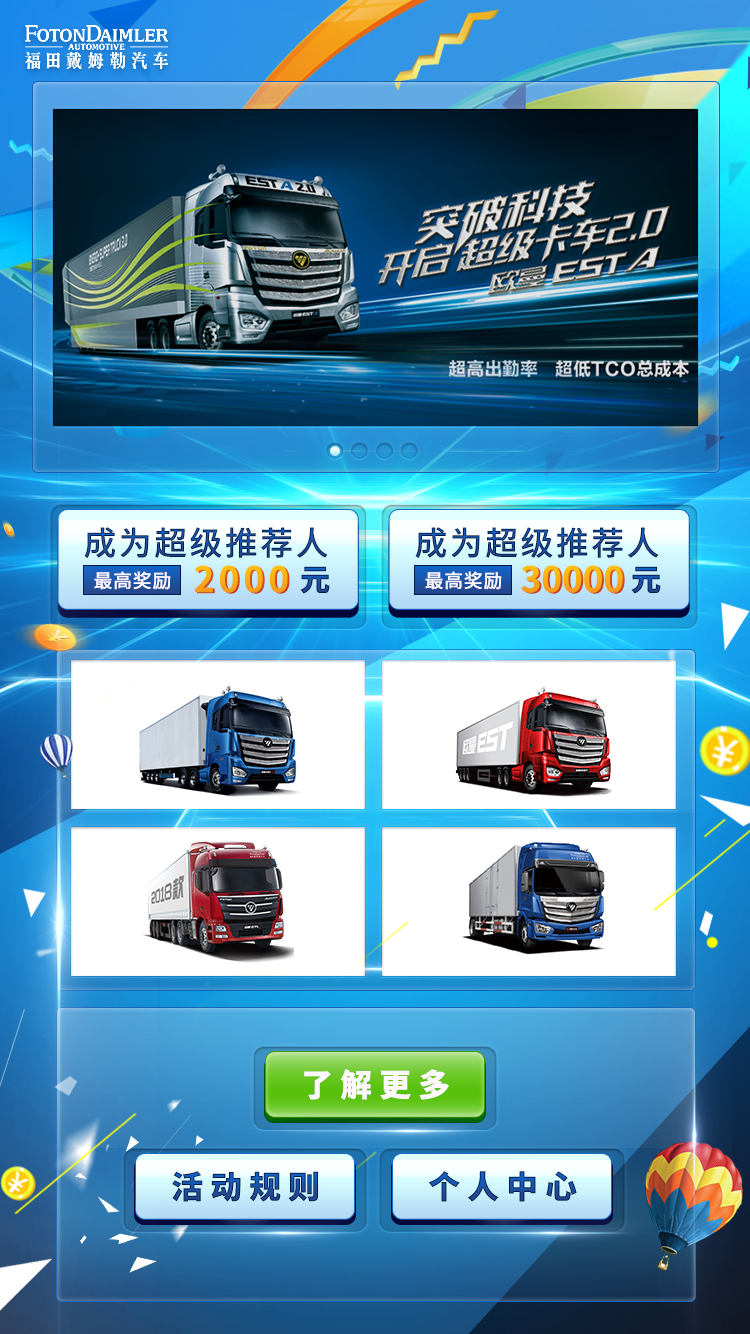 FOTONDAIMLER
AUTOMOTIVE
福田戴姆勒汽车
EST A 2.0
突破科技
开启 超级卡车2.0
欧曼 EST A
超高出勤率 超低TCO总成本
成为超级推荐人
最高奖励 2000 元
成为超级推荐人
最高奖励 30000 元
欧曼EST
2018款
了解更多
活动规则
个人中心